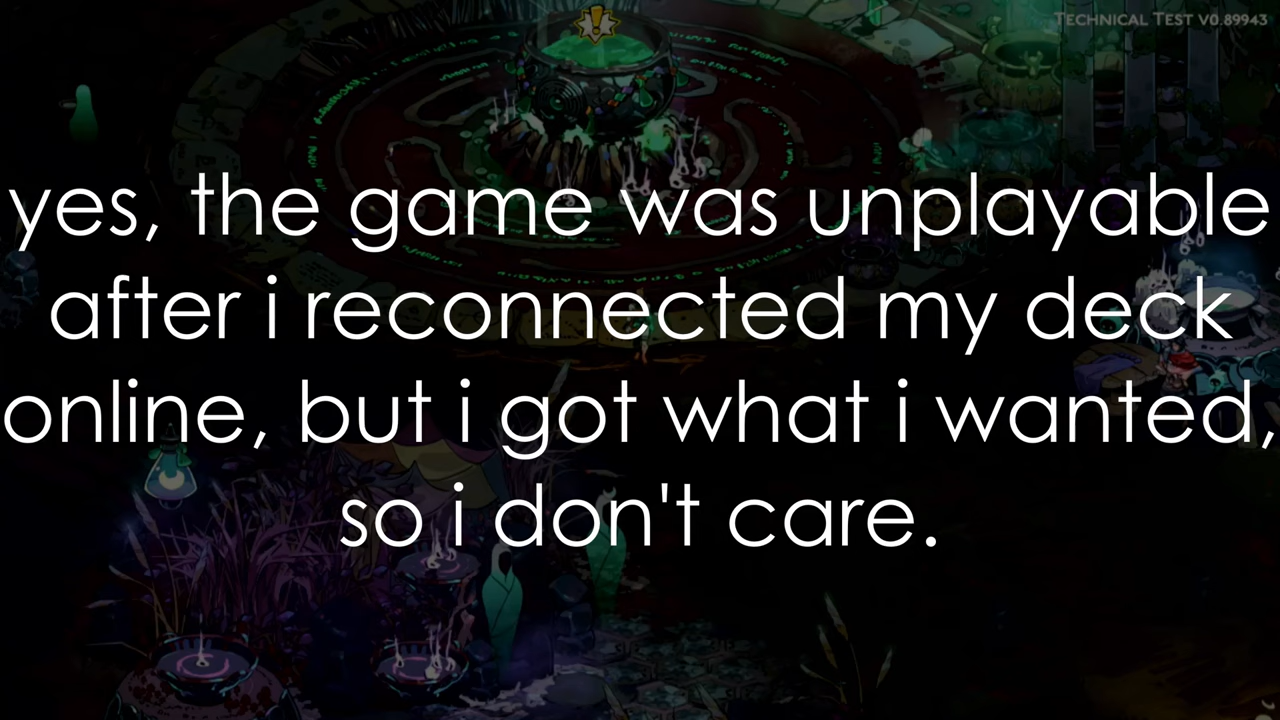 TECHNICAL TEST V0.89943
yes, the game was unplayable
after i reconnected my deck
online, but i got what i wanted,
so i don't care.